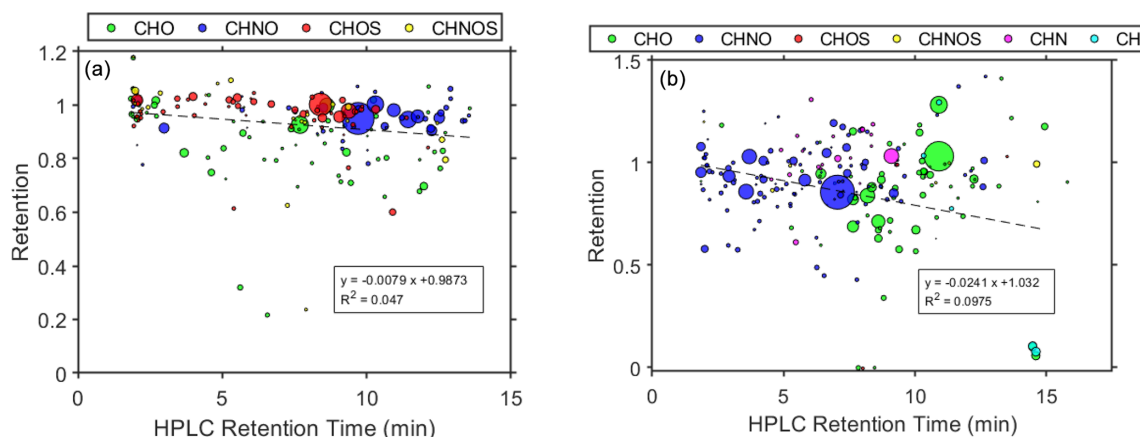 CHO CHNO CHOS CHNOS
(a)
Retention
1.2
1
0.8
0.6
0.4
0.2
0
y = -0.0079 x +0.9873
R² = 0.047
0 5 10 15
HPLC Retention Time (min)
CHO CHNO CHOS CHNOS CHN CH
(b)
Retention
1.5
1
0.5
0
y = -0.0241 x +1.032
R² = 0.0975
0 5 10 15
HPLC Retention Time (min)